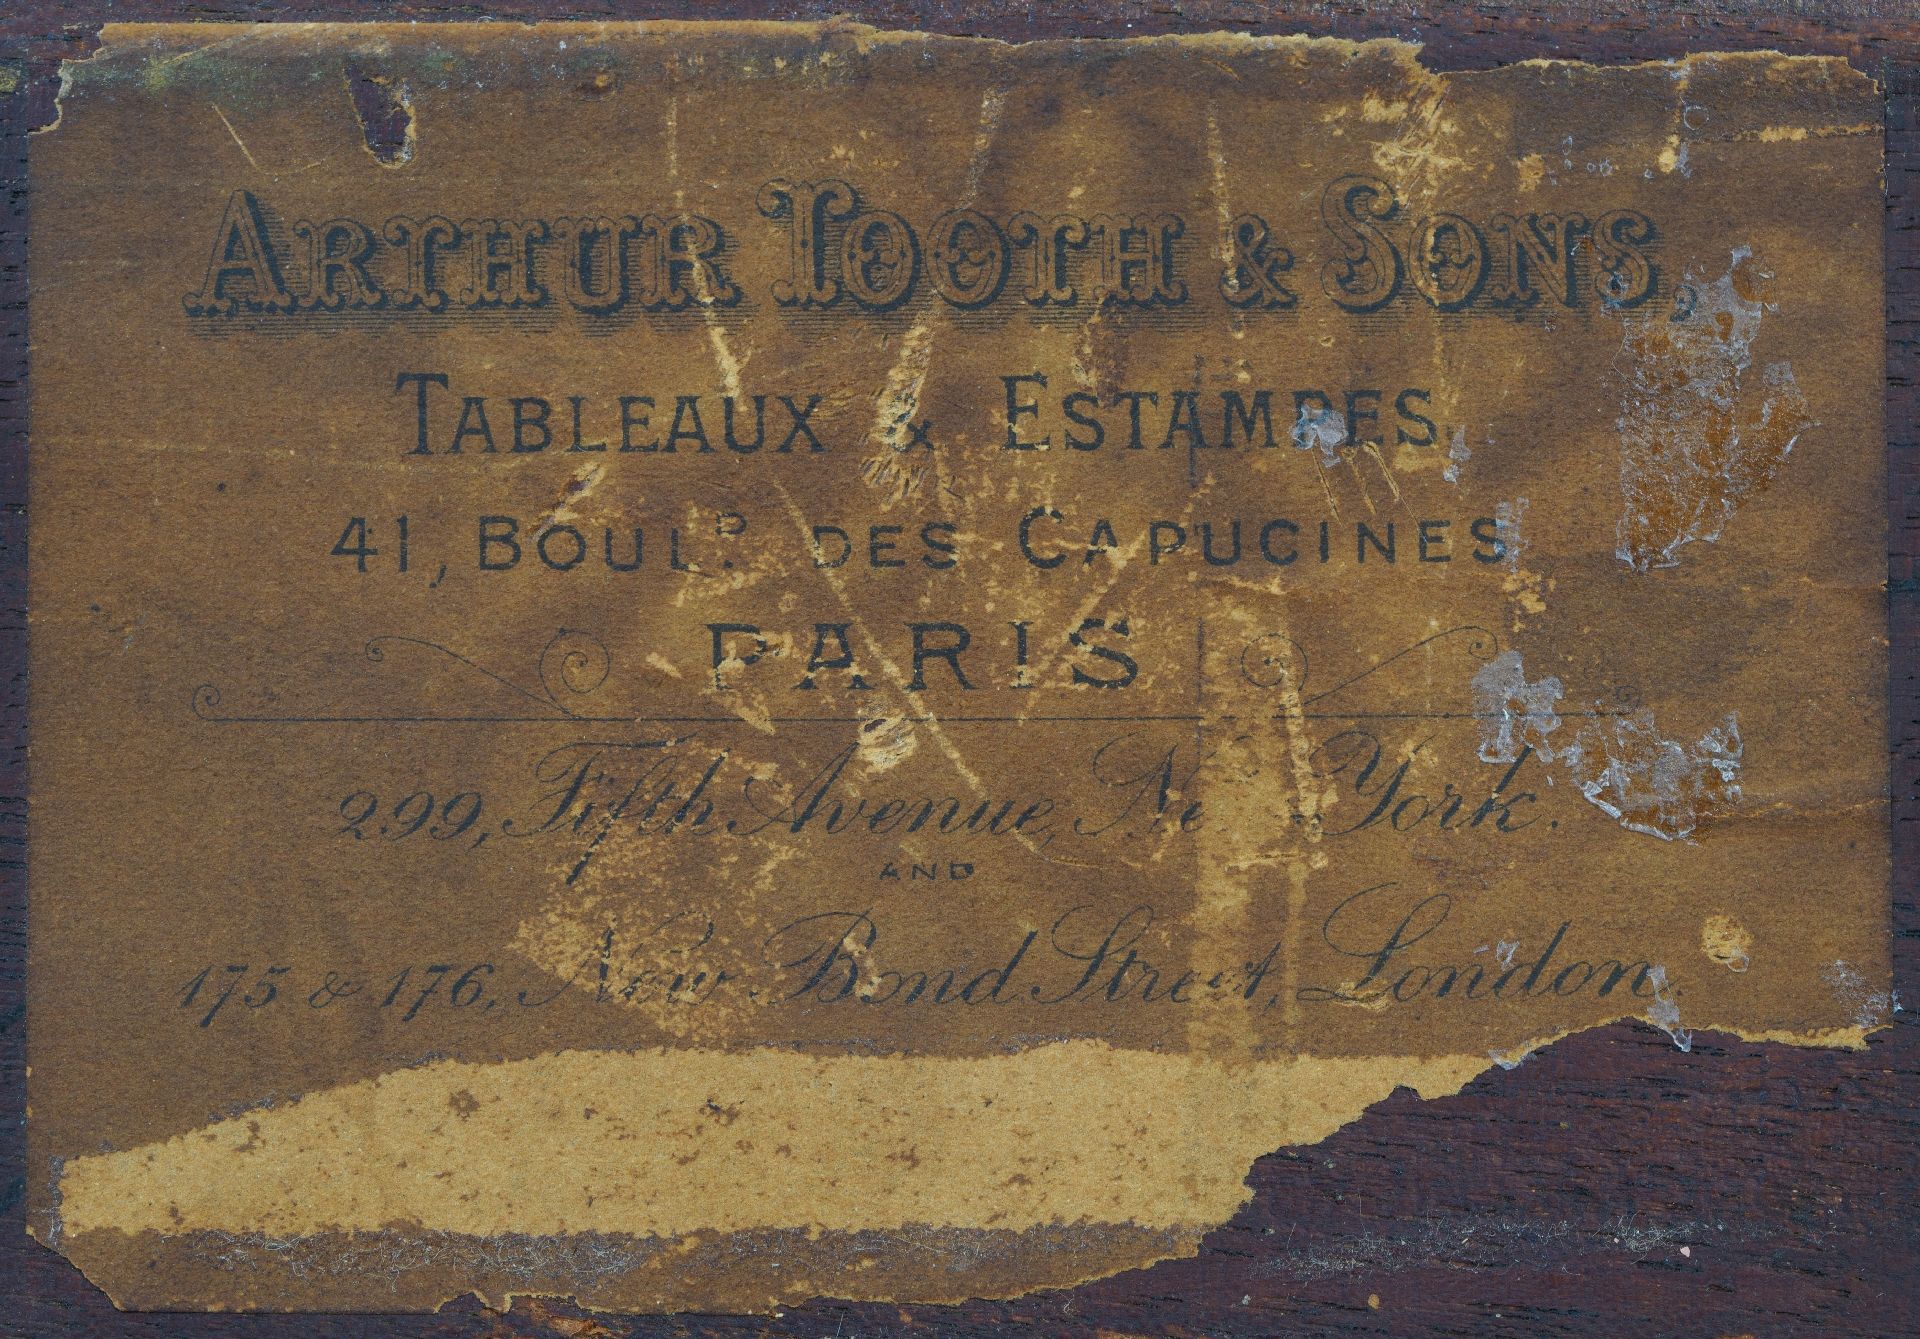 Arthur Tooth & Sons,
Tableaux & Estampes
41, Boul.D des Capucines
PARIS
299, Fifth Avenue, New York.
AND
175 & 176, New Bond Street, London.